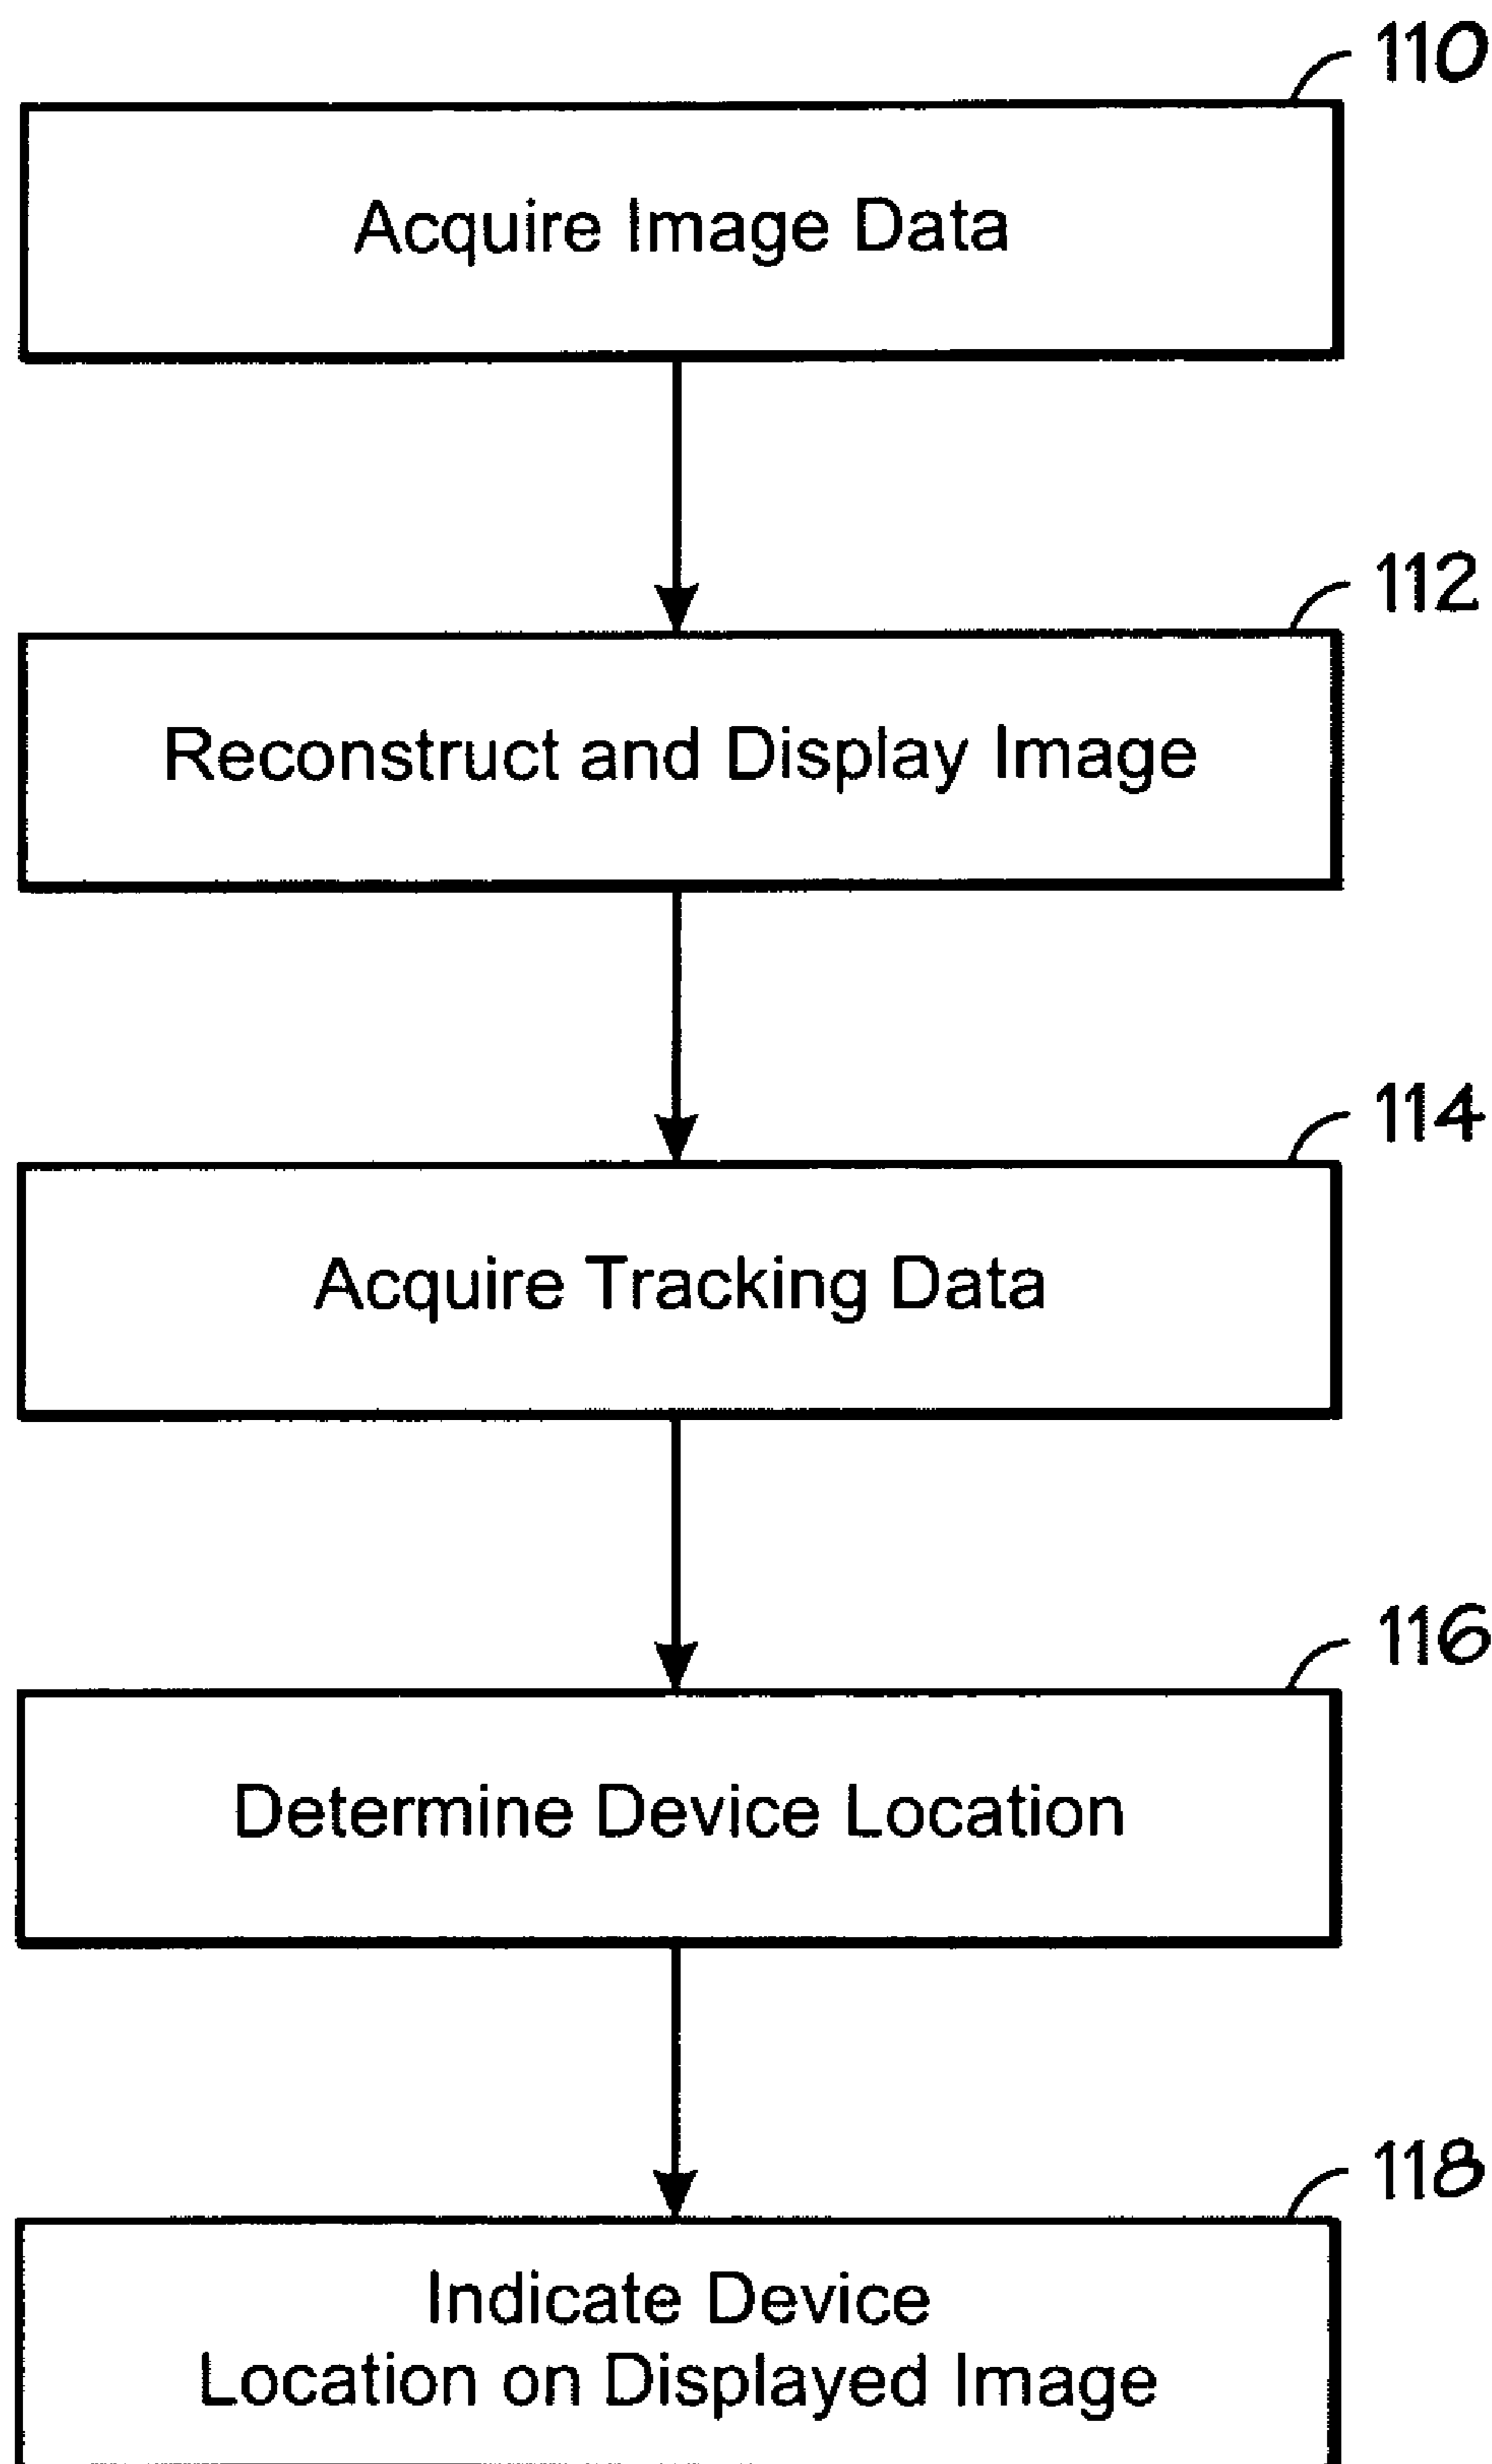 110
Acquire Image Data
112
Reconstruct and Display Image
114
Acquire Tracking Data
116
Determine Device Location
118
Indicate Device
Location on Displayed Image